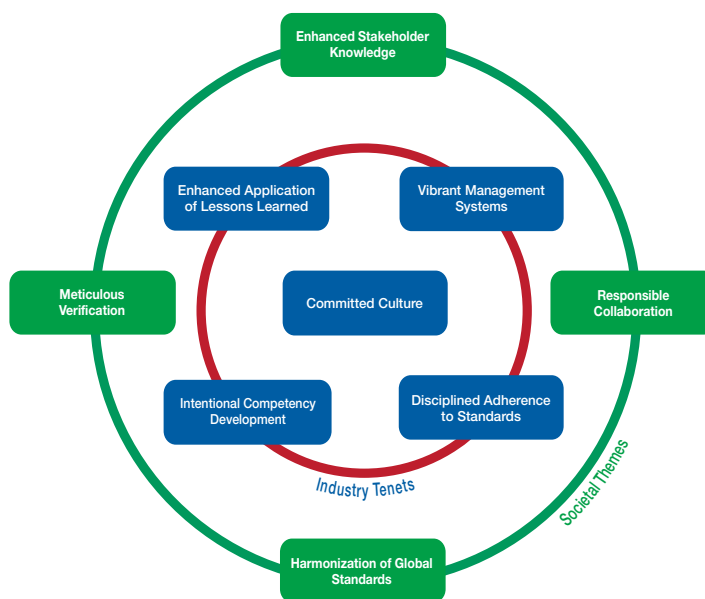 Enhanced Stakeholder
Knowledge
Enhanced Application
of Lessons Learned
Vibrant Management
Systems
Meticulous
Verification
Committed Culture
Responsible
Collaboration
Intentional Competency
Development
Disciplined Adherence
to Standards
Industry Tenets
Societal Themes
Harmonization of Global
Standards